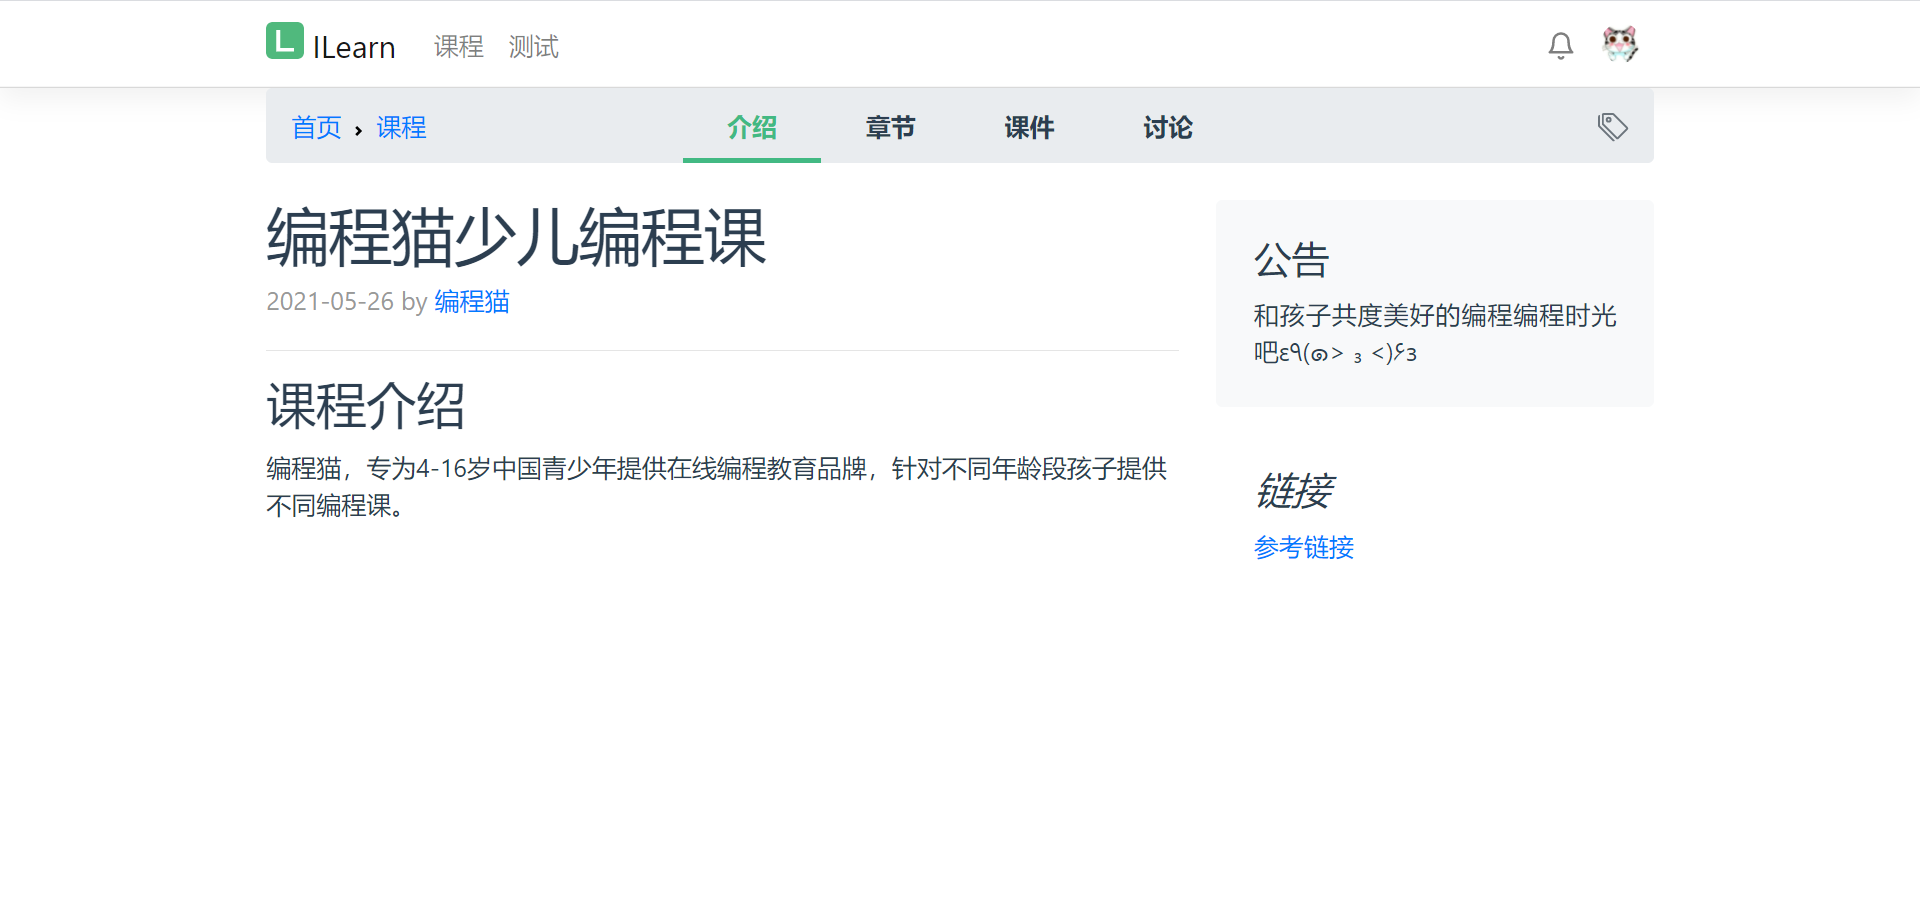 L ILearn 课程 测试
首页 › 课程 介绍 章节 课件 讨论
编程猫少儿编程课
2021-05-26 by 编程猫
课程介绍
编程猫，专为4-16岁中国青少年提供在线编程教育品牌，针对不同年龄段孩子提供
不同编程课。
公告
和孩子共度美好的编程编程时光
吧ε٩(๑> ₃ <)۶з
链接
参考链接